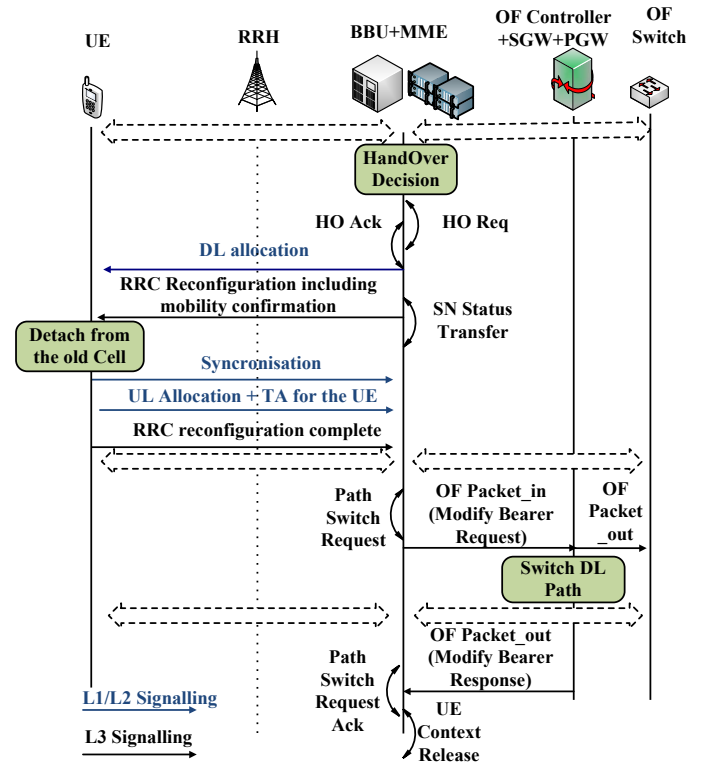 UE
RRH
BBU+MME
OF Controller
+SGW+PGW
OF
Switch
HandOver
Decision
HO Ack
HO Req
DL allocation
RRC Reconfiguration including
mobility confirmation
SN Status
Transfer
Detach from
the old Cell
Syncronisation
UL Allocation + TA for the UE
RRC reconfiguration complete
Path
Switch
Request
OF Packet_in
(Modify Bearer
Request)
OF
Packet
_out
Switch DL
Path
OF Packet_out
(Modify Bearer
Response)
Path
Switch
Request
Ack
UE
Context
Release
L1/L2 Signalling
L3 Signalling